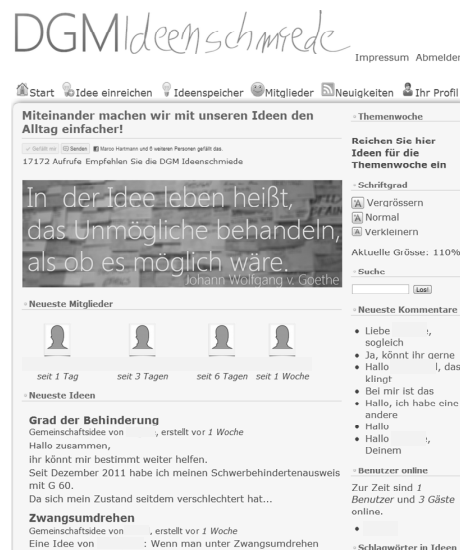 DGM Ideenschmiede
Impressum Abmelden
Start Idee einreichen Ideenspeicher Mitglieder Neuigkeiten Ihr Profil
Miteinander machen wir mit unseren Ideen den
Alltag einfacher!
Gefällt mir Senden Marco Hartmann und 6 weiteren Personen gefällt das.
17172 Aufrufe Empfehlen Sie die DGM Ideenschmiede
In der Idee leben heißt,
das Unmögliche behandeln,
als ob es möglich wäre.
Johann Wolfgang v. Goethe
Neueste Mitglieder
seit 1 Tag seit 3 Tagen seit 6 Tagen seit 1 Woche
Neueste Ideen
Grad der Behinderung
Gemeinschaftsidee von , erstellt vor 1 Woche
Hallo zusammen,
ihr könnt mir bestimmt weiter helfen.
Seit Dezember 2011 habe ich meinen Schwerbehindertenausweis
mit G 60.
Da sich mein Zustand seitdem verschlechtert hat...
Zwangsumdrehen
Gemeinschaftsidee von , erstellt vor 1 Woche
Eine Idee von : Wenn man unter Zwangsumdrehen
Themenwoche
Reichen Sie hier
Ideen für die
Themenwoche ein
Schriftgrad
Vergrössern
Normal
Verkleinern
Aktuelle Grösse: 110%
Suche
Los!
Neueste Kommentare
Liebe ,
sogleich
Ja, könnt ihr gerne
Hallo l, das
klingt
Bei mir ist das
Hallo, ich habe eine
andere
Hallo
Hallo ,
Deinem
Benutzer online
Zur Zeit sind 1
Benutzer und 3 Gäste
online.
Schlagwörter in Ideen